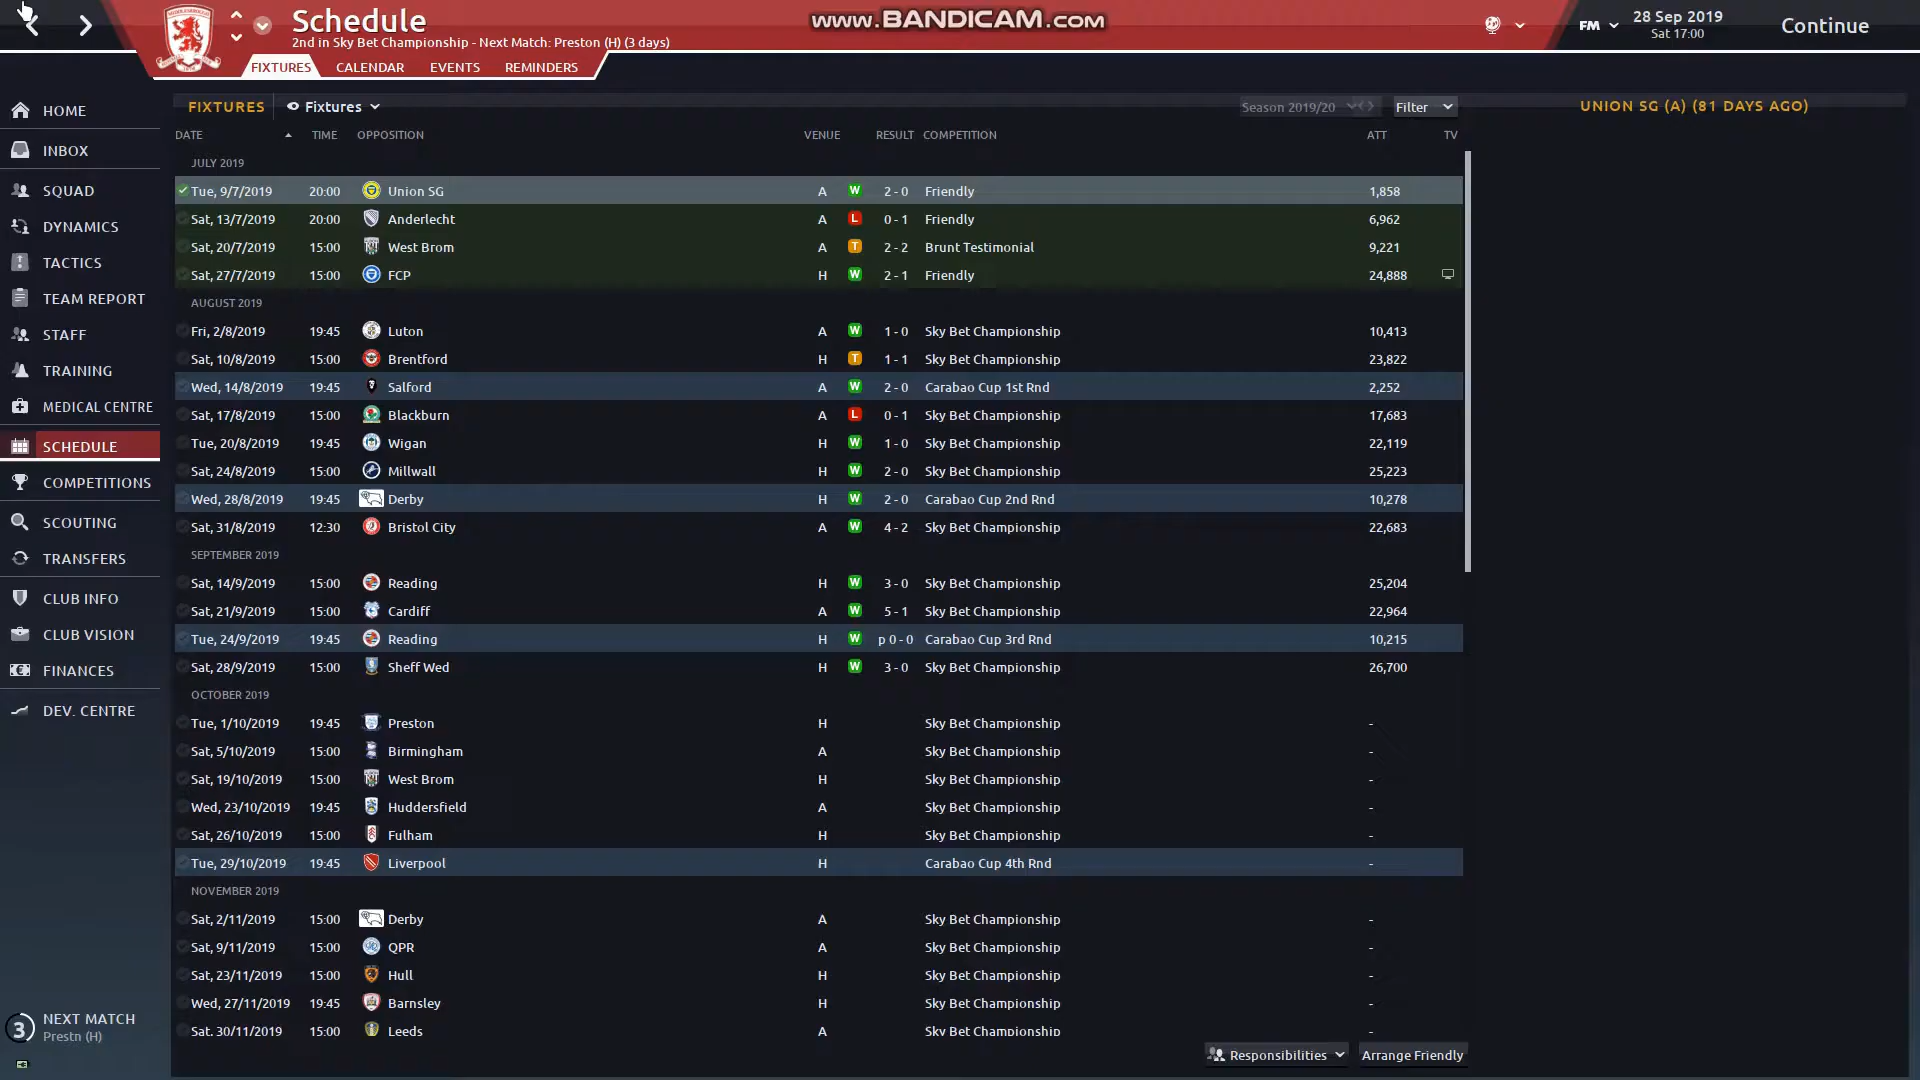 Schedule
2nd in Sky Bet Championship - Next Match: Preston (H) (3 days)
www.BANDICAM.com
FM
28 Sep 2019
Sat 17:00
Continue
FIXTURES CALENDAR EVENTS REMINDERS
HOME
INBOX
SQUAD
DYNAMICS
TACTICS
TEAM REPORT
STAFF
TRAINING
MEDICAL CENTRE
SCHEDULE
COMPETITIONS
SCOUTING
TRANSFERS
CLUB INFO
CLUB VISION
FINANCES
DEV. CENTRE
3 NEXT MATCH
Prestn (H)
FIXTURES Fixtures Season 2019/20 Filter UNION SG (A) (81 DAYS AGO)
DATE TIME OPPOSITION VENUE RESULT COMPETITION ATT TV
JULY 2019
Tue, 9/7/2019 20:00 Union SG A W 2 - 0 Friendly 1,858
Sat, 13/7/2019 20:00 Anderlecht A L 0 - 1 Friendly 6,962
Sat, 20/7/2019 15:00 West Brom A T 2 - 2 Brunt Testimonial 9,221
Sat, 27/7/2019 15:00 FCP H W 2 - 1 Friendly 24,888
AUGUST 2019
Fri, 2/8/2019 19:45 Luton A W 1 - 0 Sky Bet Championship 10,413
Sat, 10/8/2019 15:00 Brentford H T 1 - 1 Sky Bet Championship 23,822
Wed, 14/8/2019 19:45 Salford A W 2 - 0 Carabao Cup 1st Rnd 2,252
Sat, 17/8/2019 15:00 Blackburn A L 0 - 1 Sky Bet Championship 17,683
Tue, 20/8/2019 19:45 Wigan H W 1 - 0 Sky Bet Championship 22,119
Sat, 24/8/2019 15:00 Millwall H W 2 - 0 Sky Bet Championship 25,223
Wed, 28/8/2019 19:45 Derby H W 2 - 0 Carabao Cup 2nd Rnd 10,278
Sat, 31/8/2019 12:30 Bristol City A W 4 - 2 Sky Bet Championship 22,683
SEPTEMBER 2019
Sat, 14/9/2019 15:00 Reading H W 3 - 0 Sky Bet Championship 25,204
Sat, 21/9/2019 15:00 Cardiff A W 5 - 1 Sky Bet Championship 22,964
Tue, 24/9/2019 19:45 Reading H W p 0 - 0 Carabao Cup 3rd Rnd 10,215
Sat, 28/9/2019 15:00 Sheff Wed H W 3 - 0 Sky Bet Championship 26,700
OCTOBER 2019
Tue, 1/10/2019 19:45 Preston H Sky Bet Championship -
Sat, 5/10/2019 15:00 Birmingham A Sky Bet Championship -
Sat, 19/10/2019 15:00 West Brom H Sky Bet Championship -
Wed, 23/10/2019 19:45 Huddersfield A Sky Bet Championship -
Sat, 26/10/2019 15:00 Fulham H Sky Bet Championship -
Tue, 29/10/2019 19:45 Liverpool H Carabao Cup 4th Rnd -
NOVEMBER 2019
Sat, 2/11/2019 15:00 Derby A Sky Bet Championship -
Sat, 9/11/2019 15:00 QPR A Sky Bet Championship -
Sat, 23/11/2019 15:00 Hull H Sky Bet Championship -
Wed, 27/11/2019 19:45 Barnsley H Sky Bet Championship -
Sat, 30/11/2019 15:00 Leeds A Sky Bet Championship -
Responsibilities Arrange Friendly